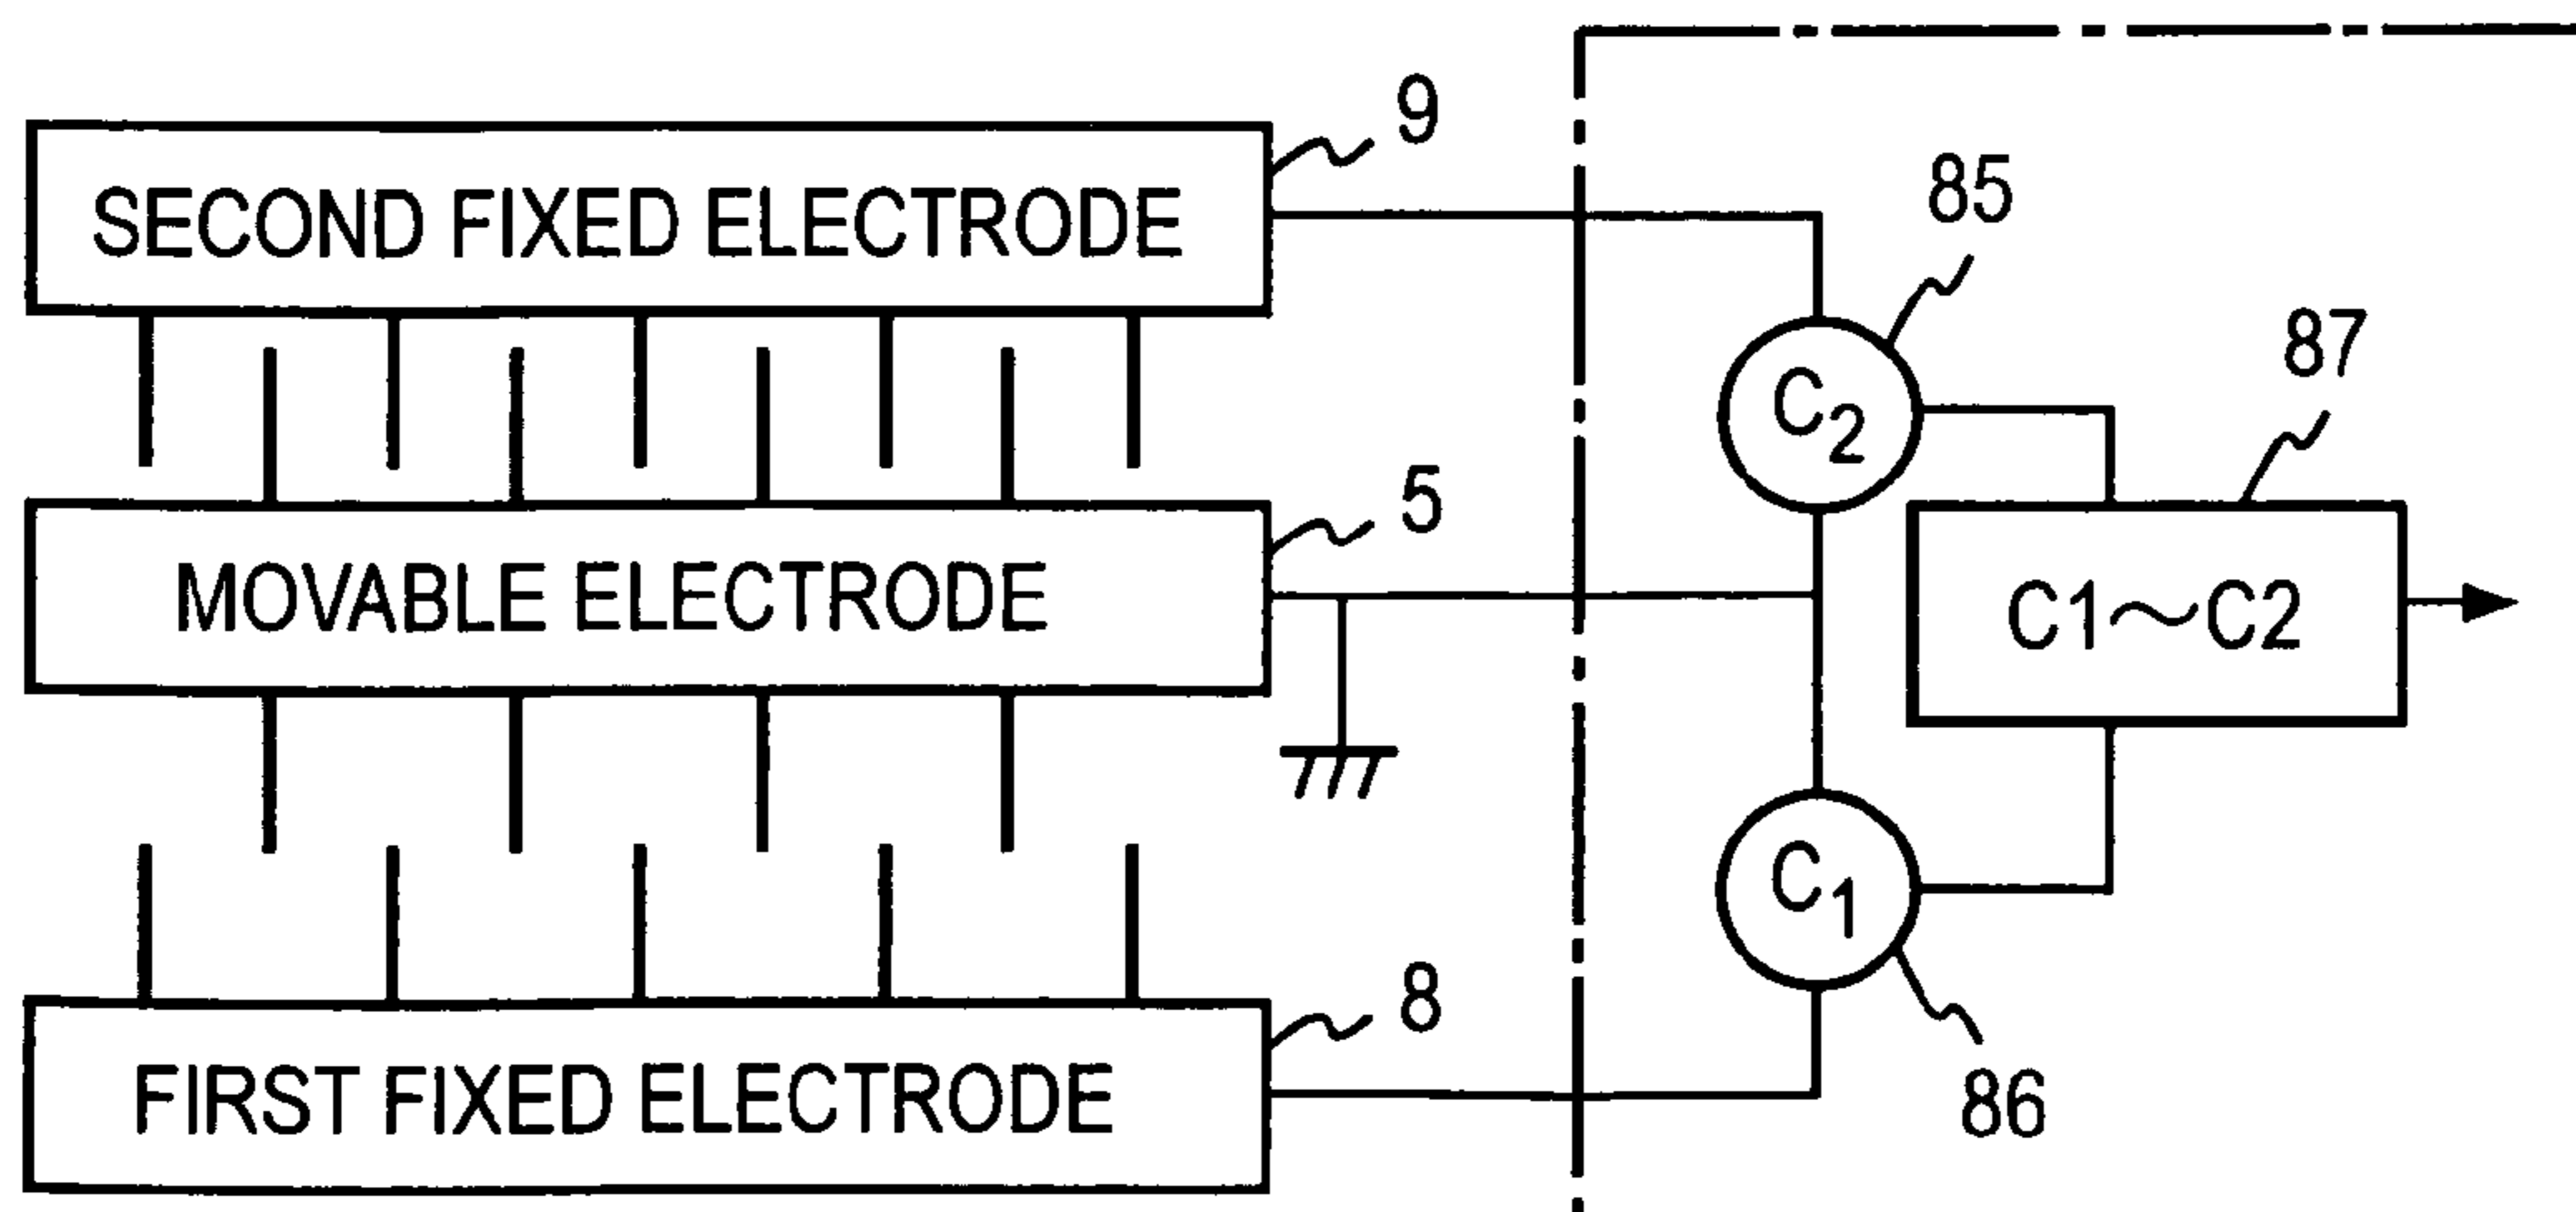 9
SECOND FIXED ELECTRODE
85
C2
87
5
MOVABLE ELECTRODE
C1~C2
C1
8
FIRST FIXED ELECTRODE
86